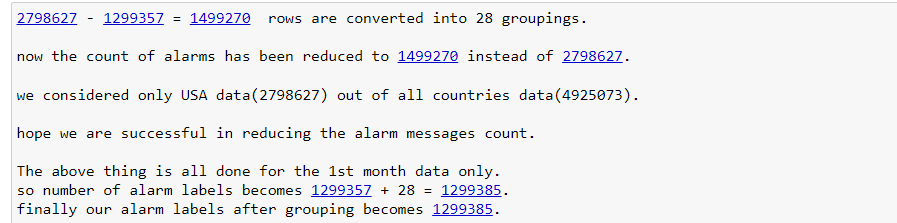 2798627 - 1299357 = 1499270  rows are converted into 28 groupings.
now the count of alarms has been reduced to 1499270 instead of 2798627.
we considered only USA data(2798627) out of all countries data(4925073).
hope we are successful in reducing the alarm messages count.
The above thing is all done for the 1st month data only.
so number of alarm labels becomes 1299357 + 28 = 1299385.
finally our alarm labels after grouping becomes 1299385.